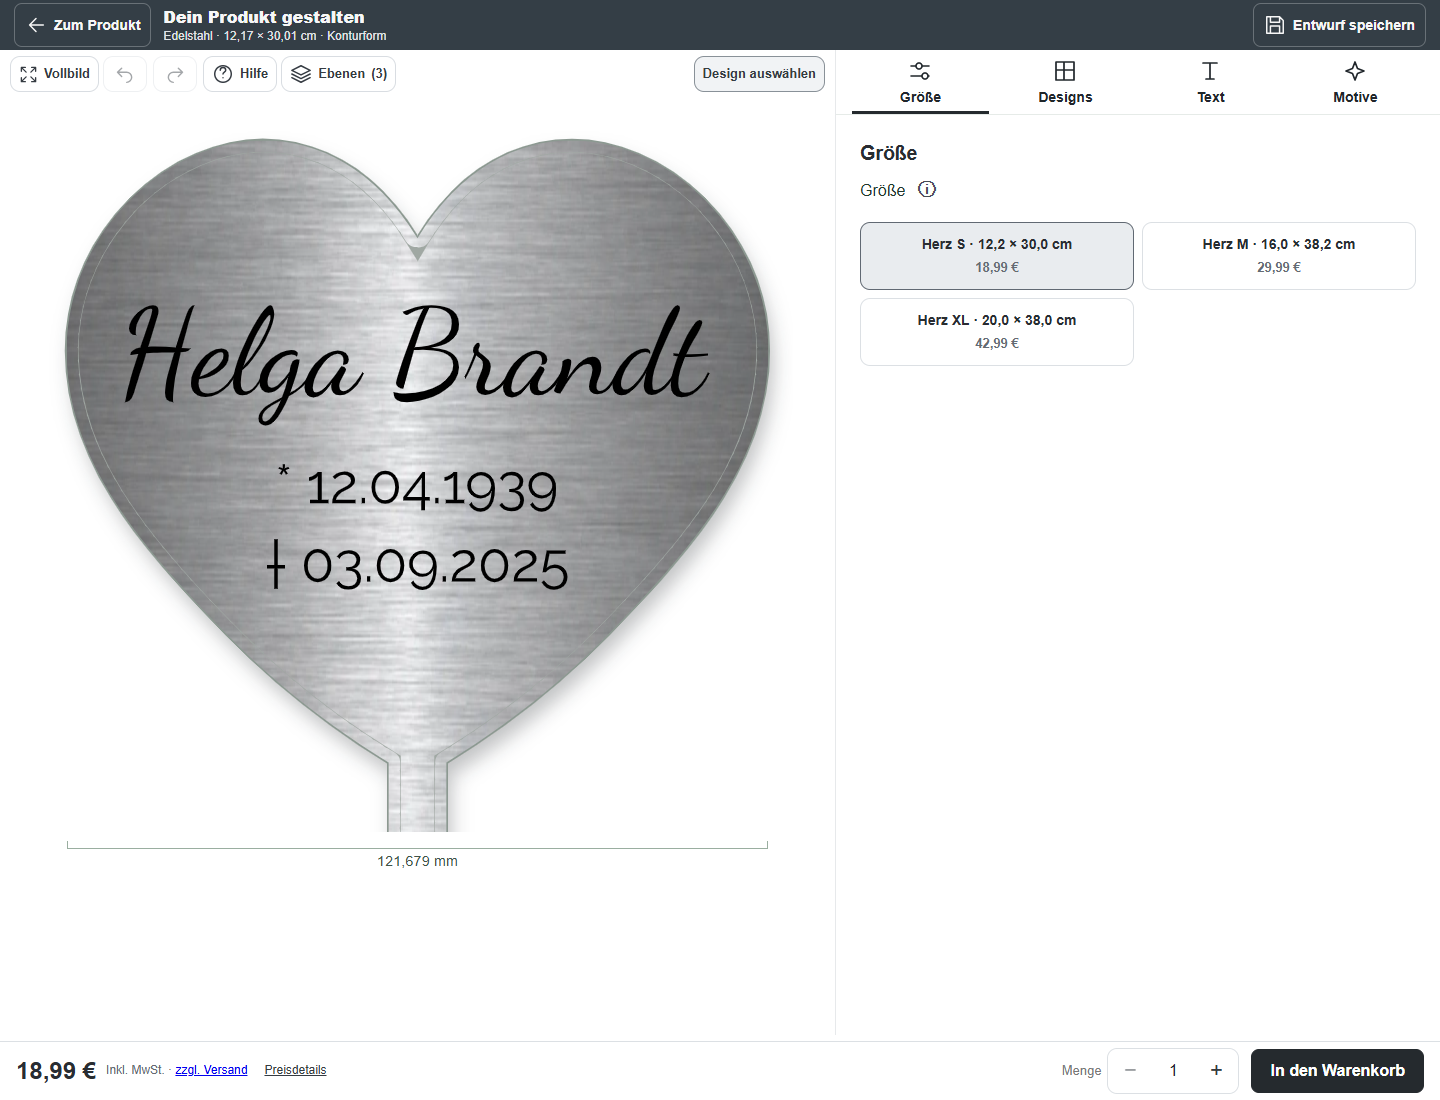 Zum Produkt
Dein Produkt gestalten
Edelstahl · 12,17 × 30,01 cm · Konturform
Entwurf speichern
Vollbild
Hilfe
Ebenen (3)
Design auswählen
Größe
Designs
Text
Motive
Helga Brandt
* 12.04.1939
† 03.09.2025
121,679 mm
Größe
Größe
Herz S · 12,2 × 30,0 cm
18,99 €
Herz M · 16,0 × 38,2 cm
29,99 €
Herz XL · 20,0 × 38,0 cm
42,99 €
18,99 € Inkl. MwSt. · zzgl. Versand Preisdetails
Menge − 1 +
In den Warenkorb